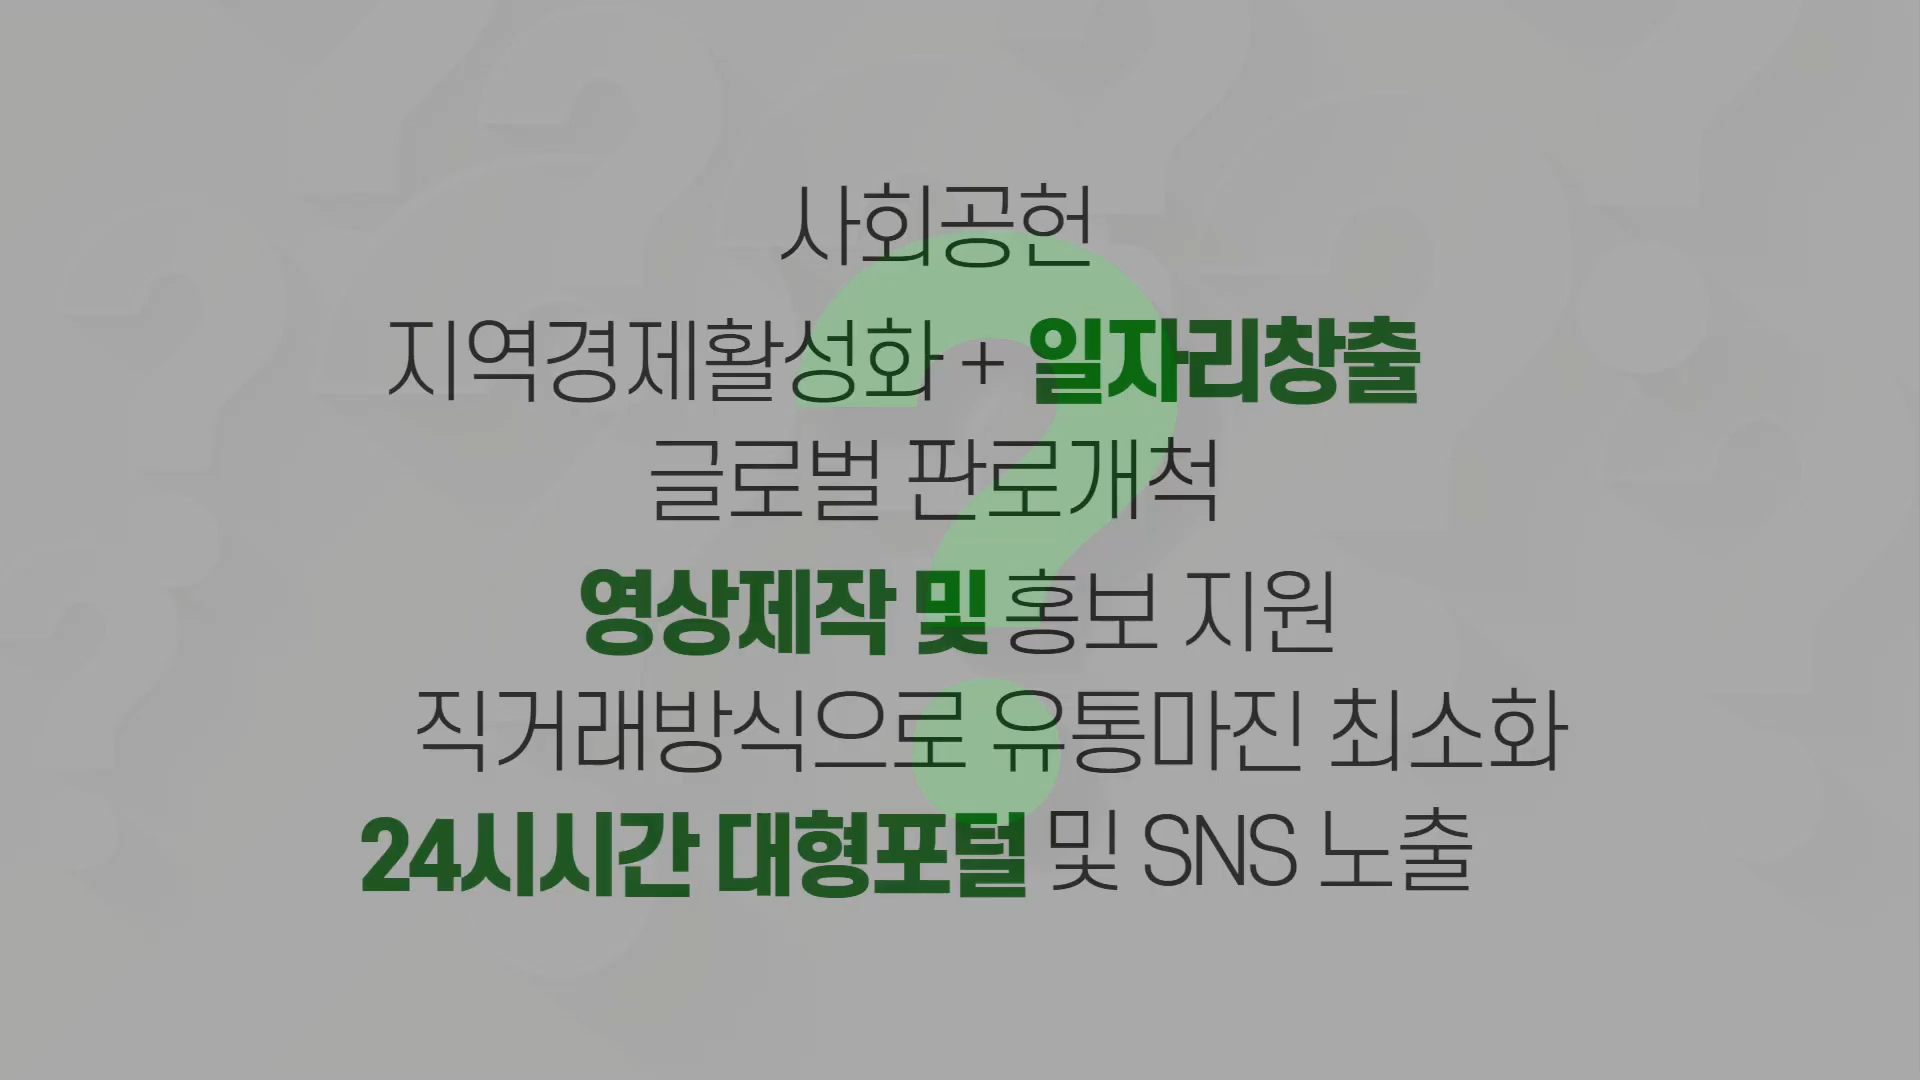 사회공헌
지역경제활성화 + 일자리창출
글로벌 판로개척
영상제작 및 홍보 지원
직거래방식으로 유통마진 최소화
24시시간 대형포털 및 SNS 노출